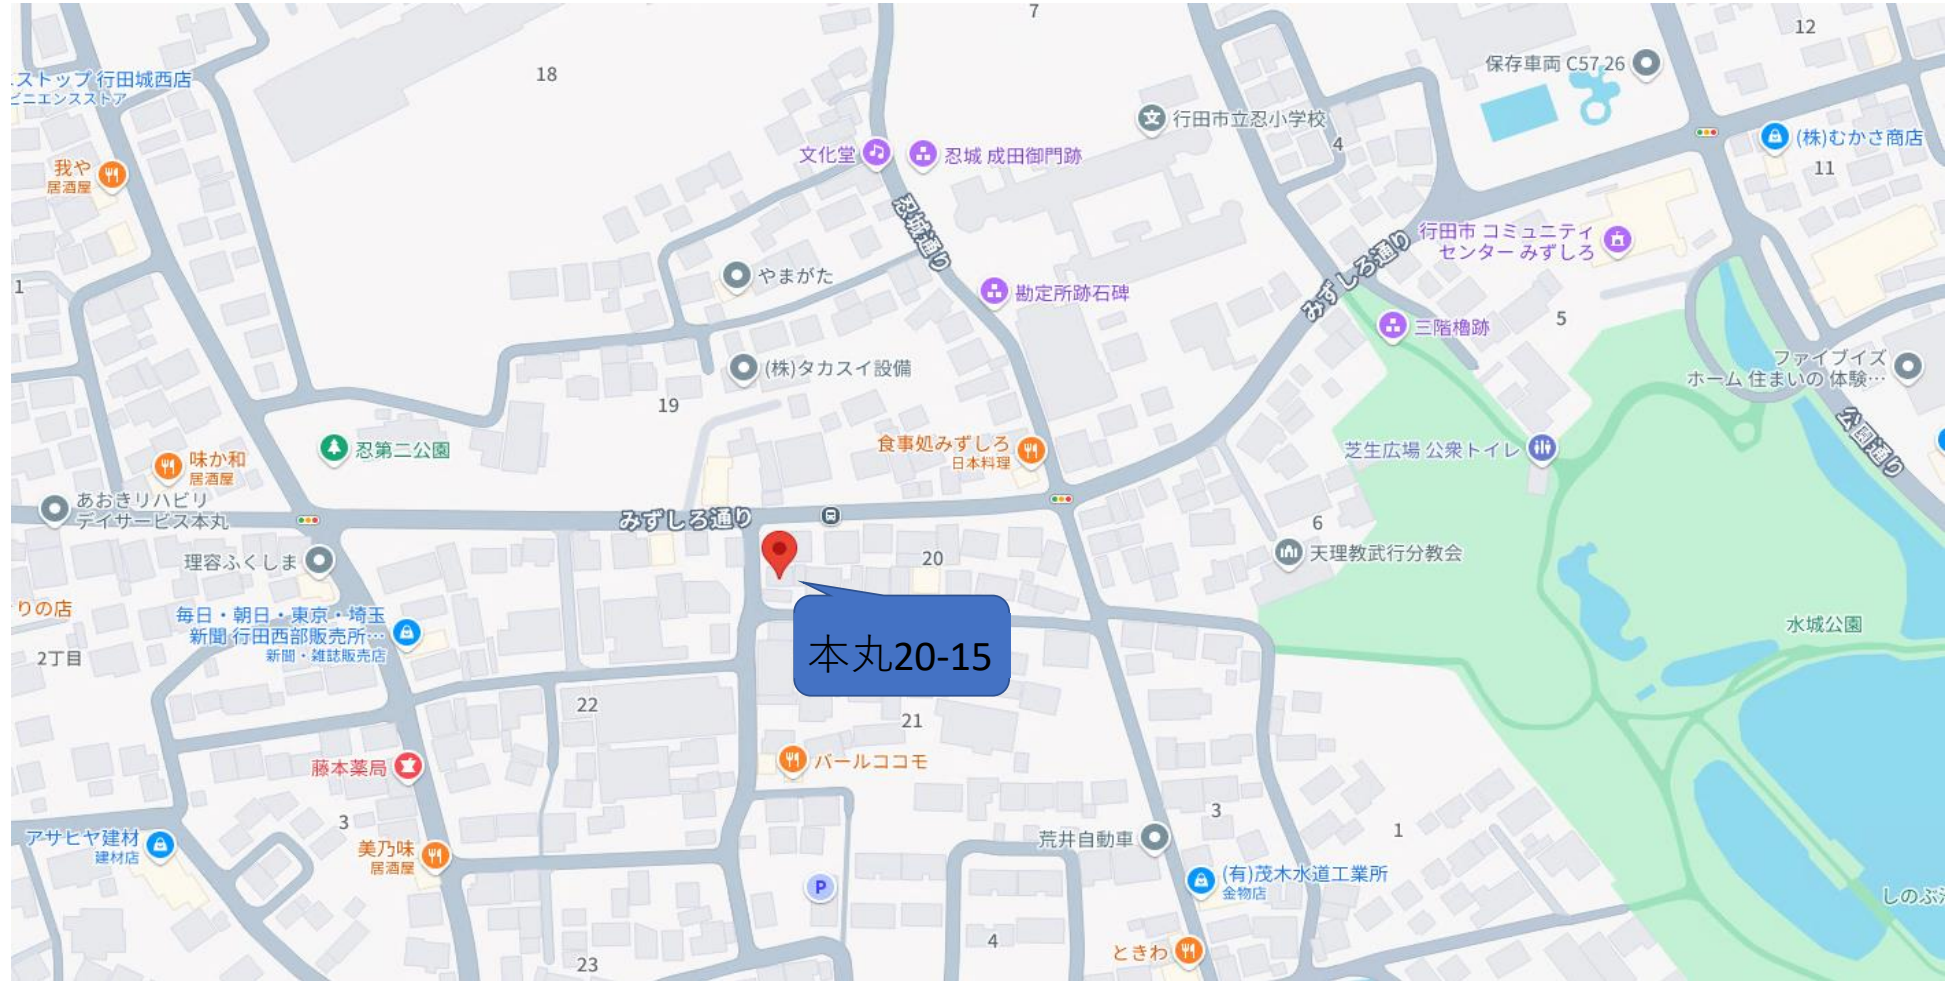 7
12
18
ストップ 行田城西店
ビニエンスストア
保存車両 C57 26
行田市立忍小学校
(株)むかさ商店
4
11
文化堂
忍城 成田御門跡
我や
居酒屋
忍城通り
行田市 コミュニティ
センター みずしろ
みずしろ通り
やまがた
1
勘定所跡石碑
三階櫓跡
5
(株)タカスイ設備
ファイブイズ
ホーム 住まいの 体験…
19
公園通り
忍第二公園
食事処みずしろ
日本料理
芝生広場 公衆トイレ
味か和
居酒屋
あおきリハビリ
デイサービス本丸
みずしろ通り
6
天理教武行分教会
理容ふくしま
20
りの店
毎日・朝日・東京・埼玉
新聞 行田西部販売所…
新聞・雑誌販売店
水城公園
本丸20-15
2丁目
22
21
バールココモ
藤本薬局
3
3
1
アサヒヤ建材
建材店
荒井自動車
美乃味
居酒屋
(有)茂木水道工業所
金物店
P
しのぶ
4
ときわ
23